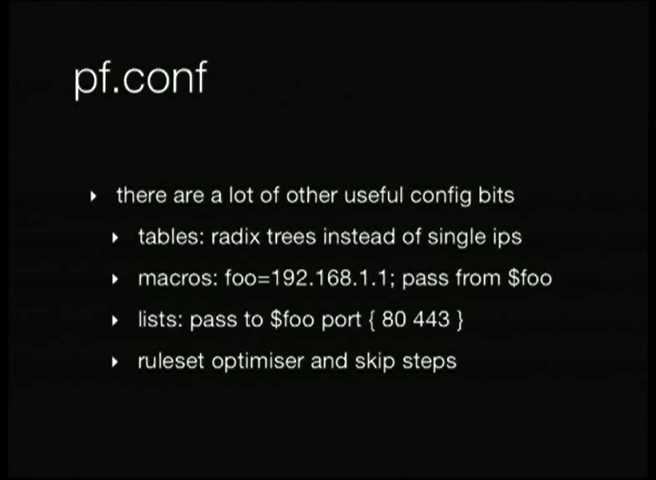 pf.conf
there are a lot of other useful config bits
tables: radix trees instead of single ips
macros: foo=192.168.1.1; pass from $foo
lists: pass to $foo port { 80 443 }
ruleset optimiser and skip steps